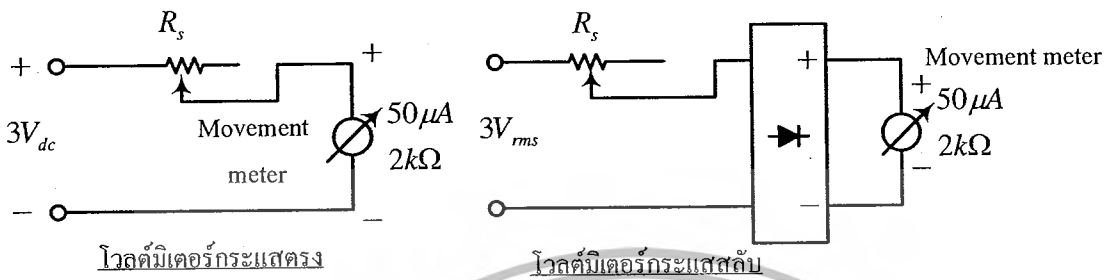 R_s
+
3V_dc
−
Movement
meter
+
50μA
2kΩ
−
โวลต์มิเตอร์กระแสตรง
R_s
3V_rms
+
−
Movement meter
+
50μA
2kΩ
−
โวลต์มิเตอร์กระแสสลับ